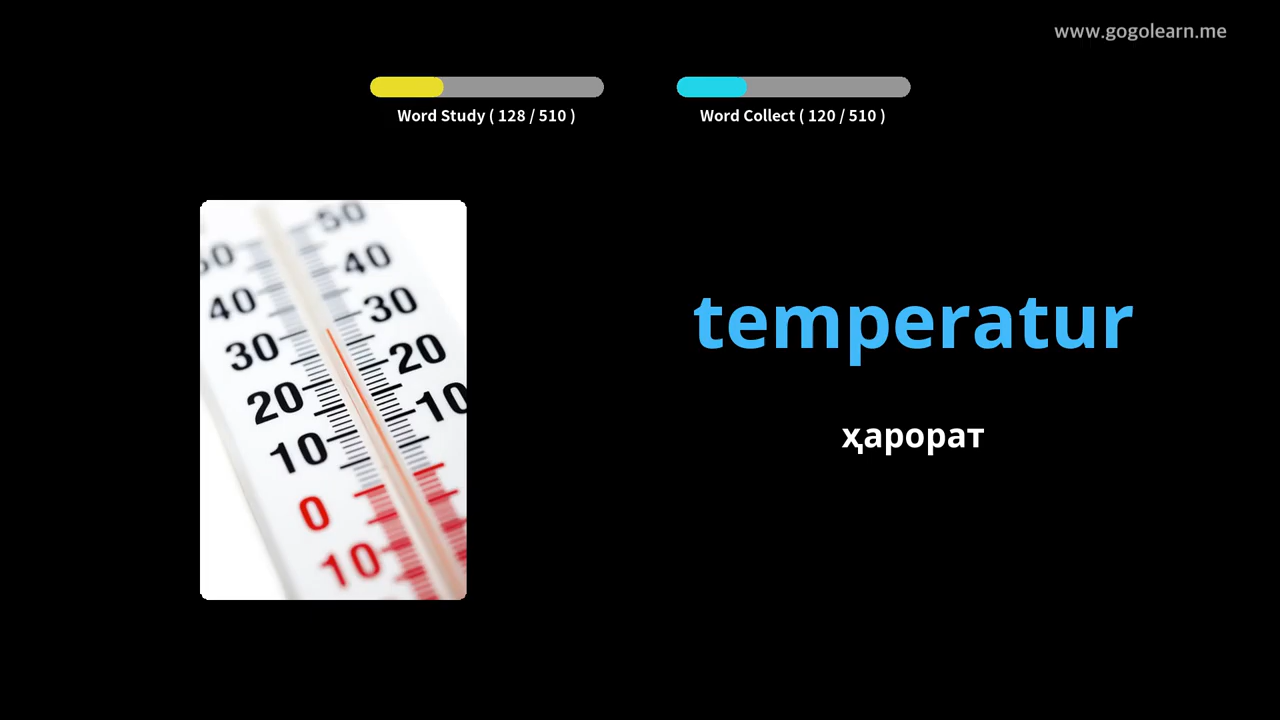 www.gogolearn.me
Word Study ( 128 / 510 )
Word Collect ( 120 / 510 )
50
50
40
40
30
30
20
20
10
10
0
10
temperatur
ҳарорат